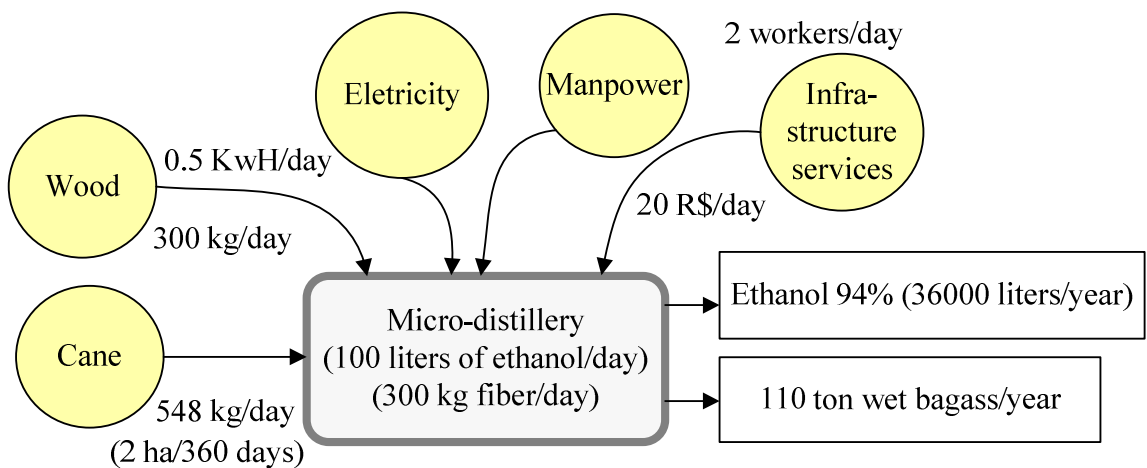 2 workers/day
Eletricity
Manpower
Infra-
structure
services
Wood
0.5 KwH/day
300 kg/day
20 R$/day
Cane
548 kg/day
(2 ha/360 days)
Micro-distillery
(100 liters of ethanol/day)
(300 kg fiber/day)
Ethanol 94% (36000 liters/year)
110 ton wet bagass/year